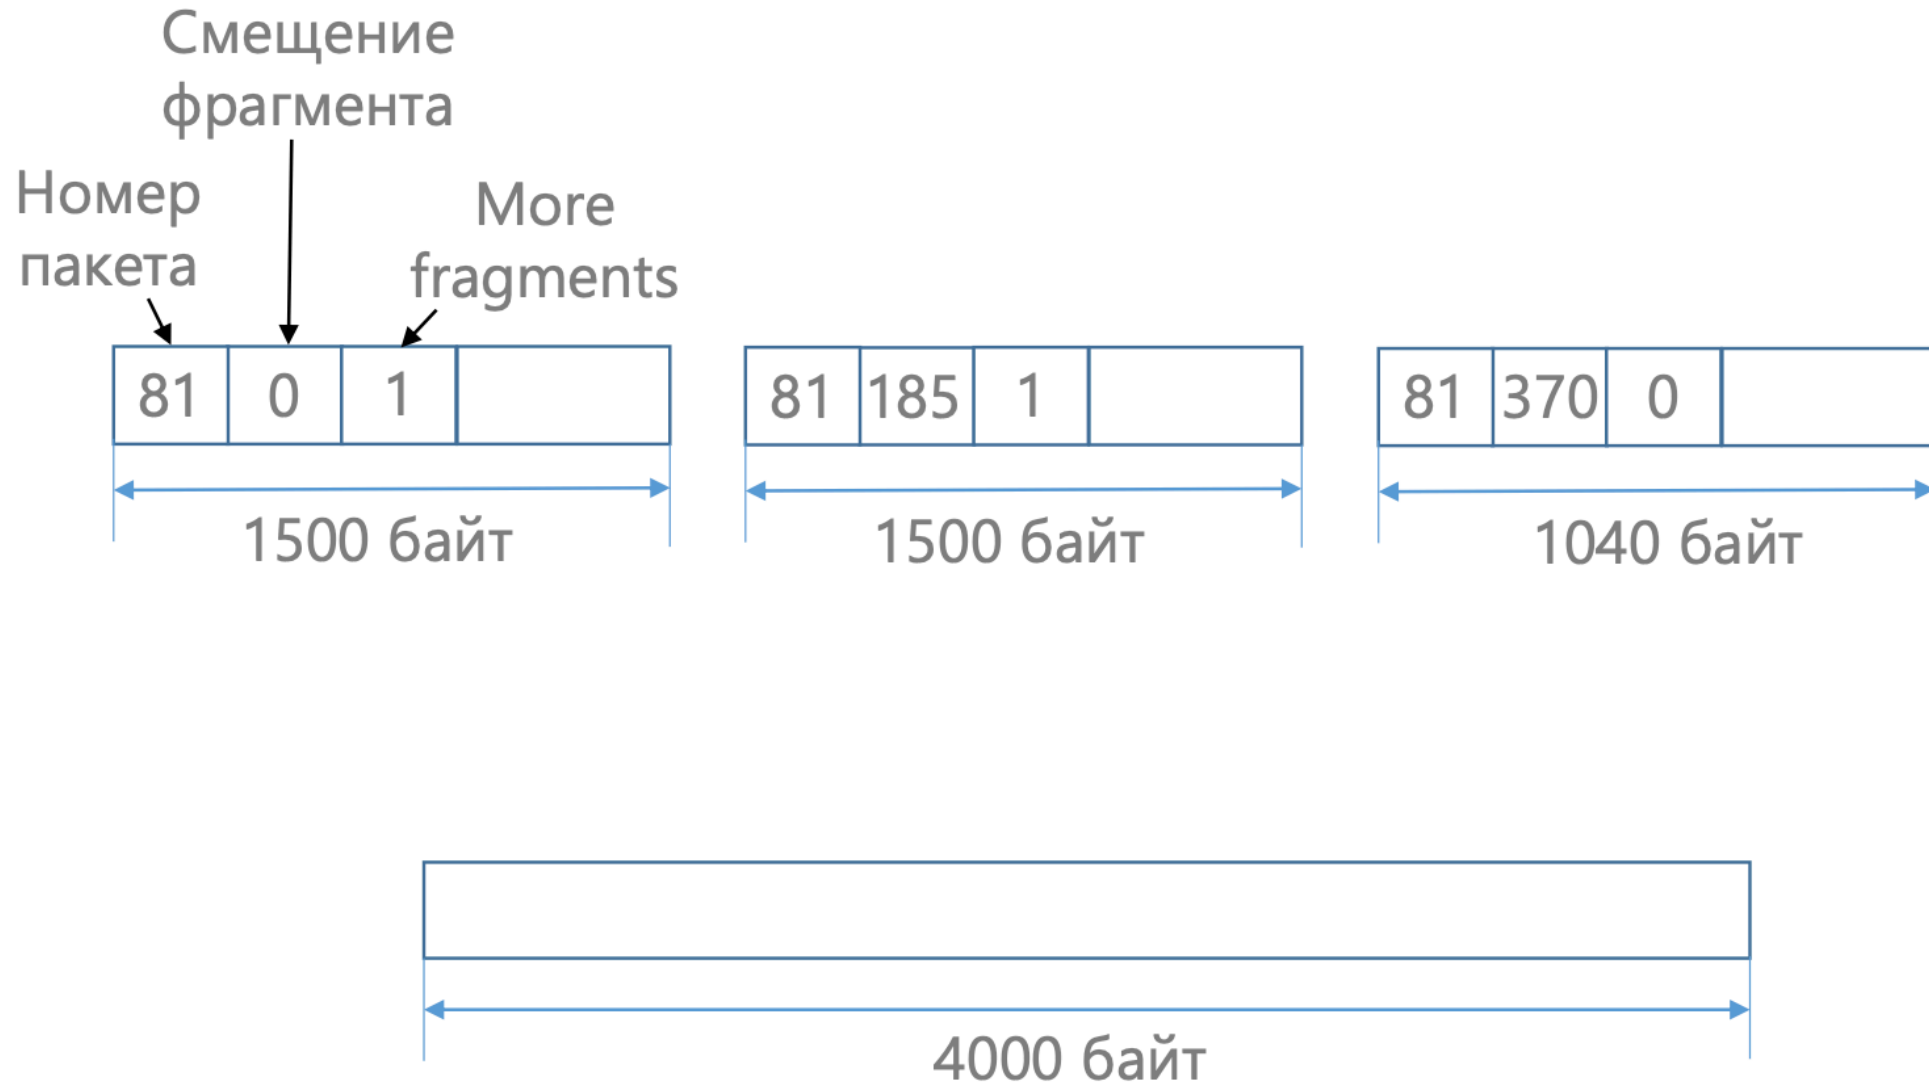 Смещение
фрагмента
Номер
пакета
More
fragments
81 0 1
81 185 1
81 370 0
1500 байт
1500 байт
1040 байт
4000 байт